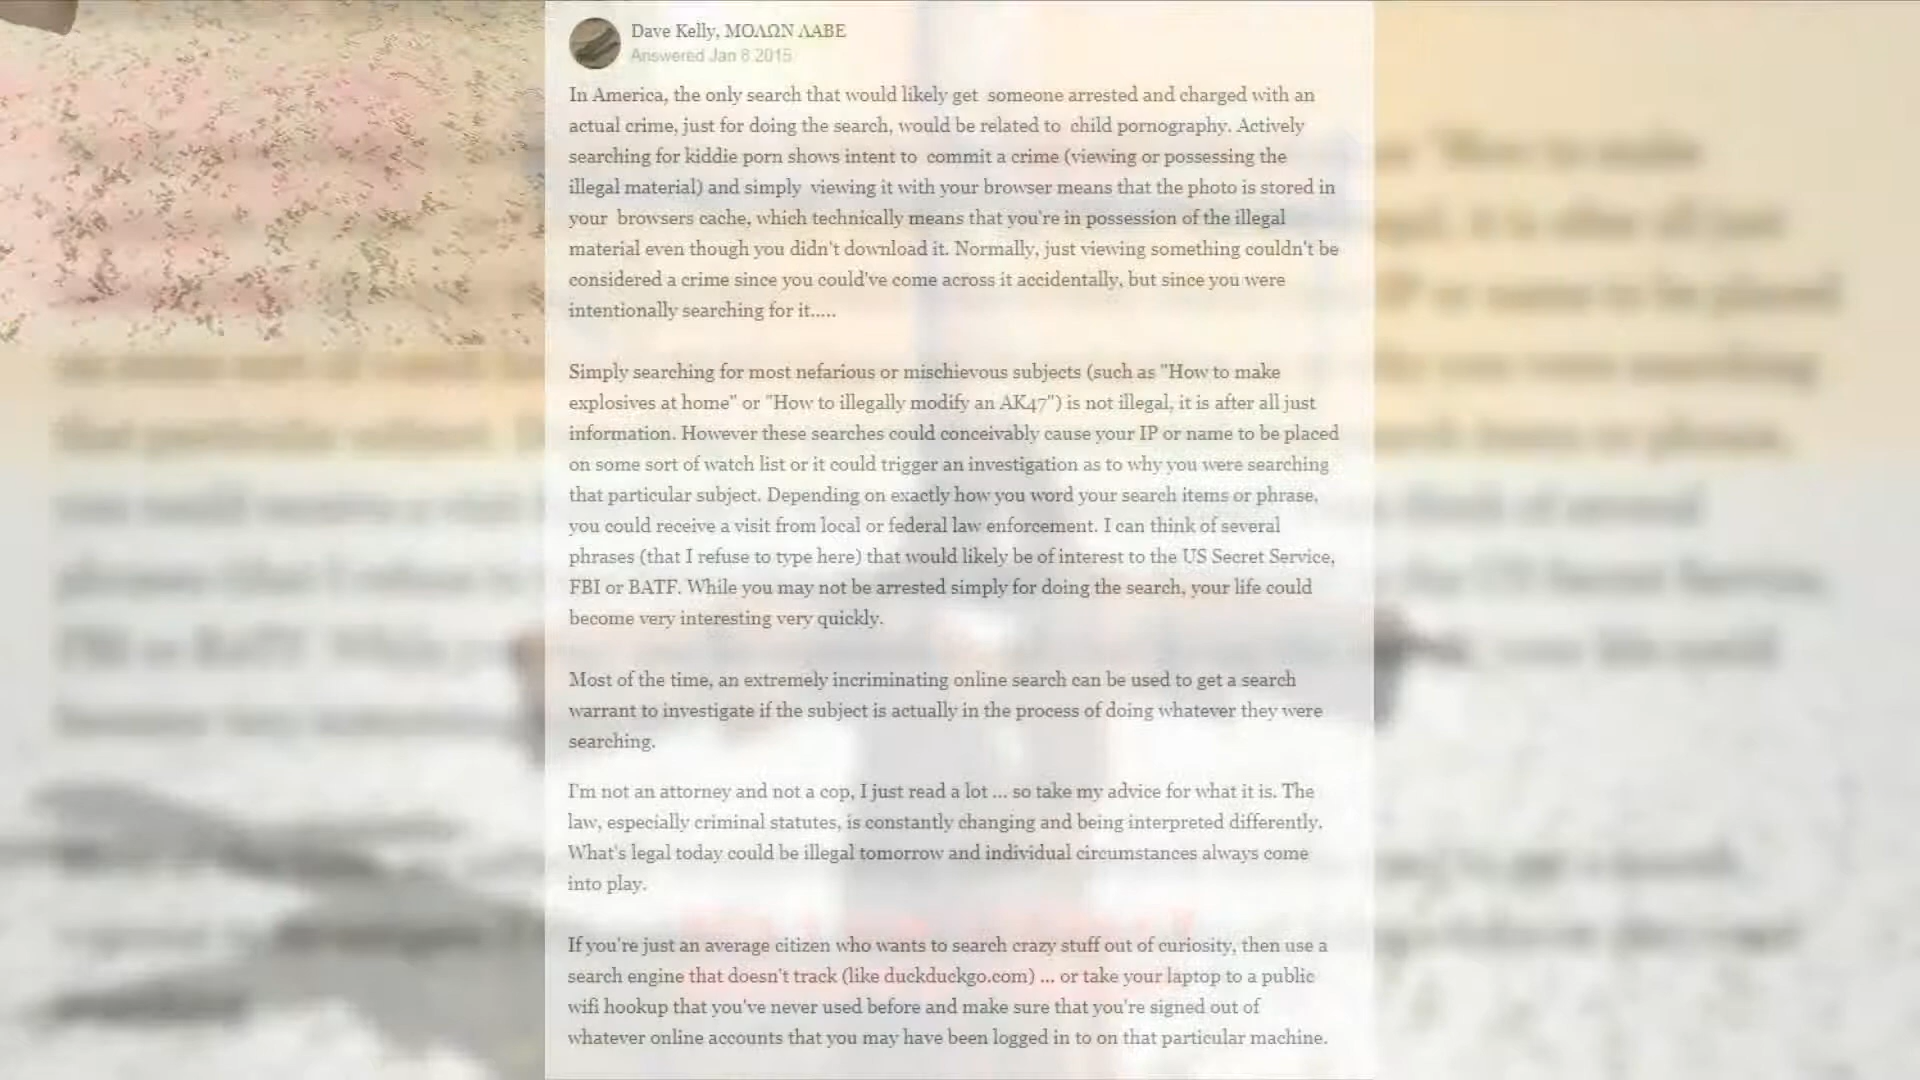 Dave Kelly, ΜΟΛΩΝ ΛΑΒΕ
Answered Jan 8 2015
In America, the only search that would likely get someone arrested and charged with an
actual crime, just for doing the search, would be related to child pornography. Actively
searching for kiddie porn shows intent to commit a crime (viewing or possessing the
illegal material) and simply viewing it with your browser means that the photo is stored in
your browsers cache, which technically means that you're in possession of the illegal
material even though you didn't download it. Normally, just viewing something couldn't be
considered a crime since you could've come across it accidentally, but since you were
intentionally searching for it.....
Simply searching for most nefarious or mischievous subjects (such as "How to make
explosives at home" or "How to illegally modify an AK47") is not illegal, it is after all just
information. However these searches could conceivably cause your IP or name to be placed
on some sort of watch list or it could trigger an investigation as to why you were searching
that particular subject. Depending on exactly how you word your search items or phrase,
you could receive a visit from local or federal law enforcement. I can think of several
phrases (that I refuse to type here) that would likely be of interest to the US Secret Service,
FBI or BATF. While you may not be arrested simply for doing the search, your life could
become very interesting very quickly.
Most of the time, an extremely incriminating online search can be used to get a search
warrant to investigate if the subject is actually in the process of doing whatever they were
searching.
I'm not an attorney and not a cop, I just read a lot ... so take my advice for what it is. The
law, especially criminal statutes, is constantly changing and being interpreted differently.
What's legal today could be illegal tomorrow and individual circumstances always come
into play.
If you're just an average citizen who wants to search crazy stuff out of curiosity, then use a
search engine that doesn't track (like duckduckgo.com) ... or take your laptop to a public
wifi hookup that you've never used before and make sure that you're signed out of
whatever online accounts that you may have been logged in to on that particular machine.